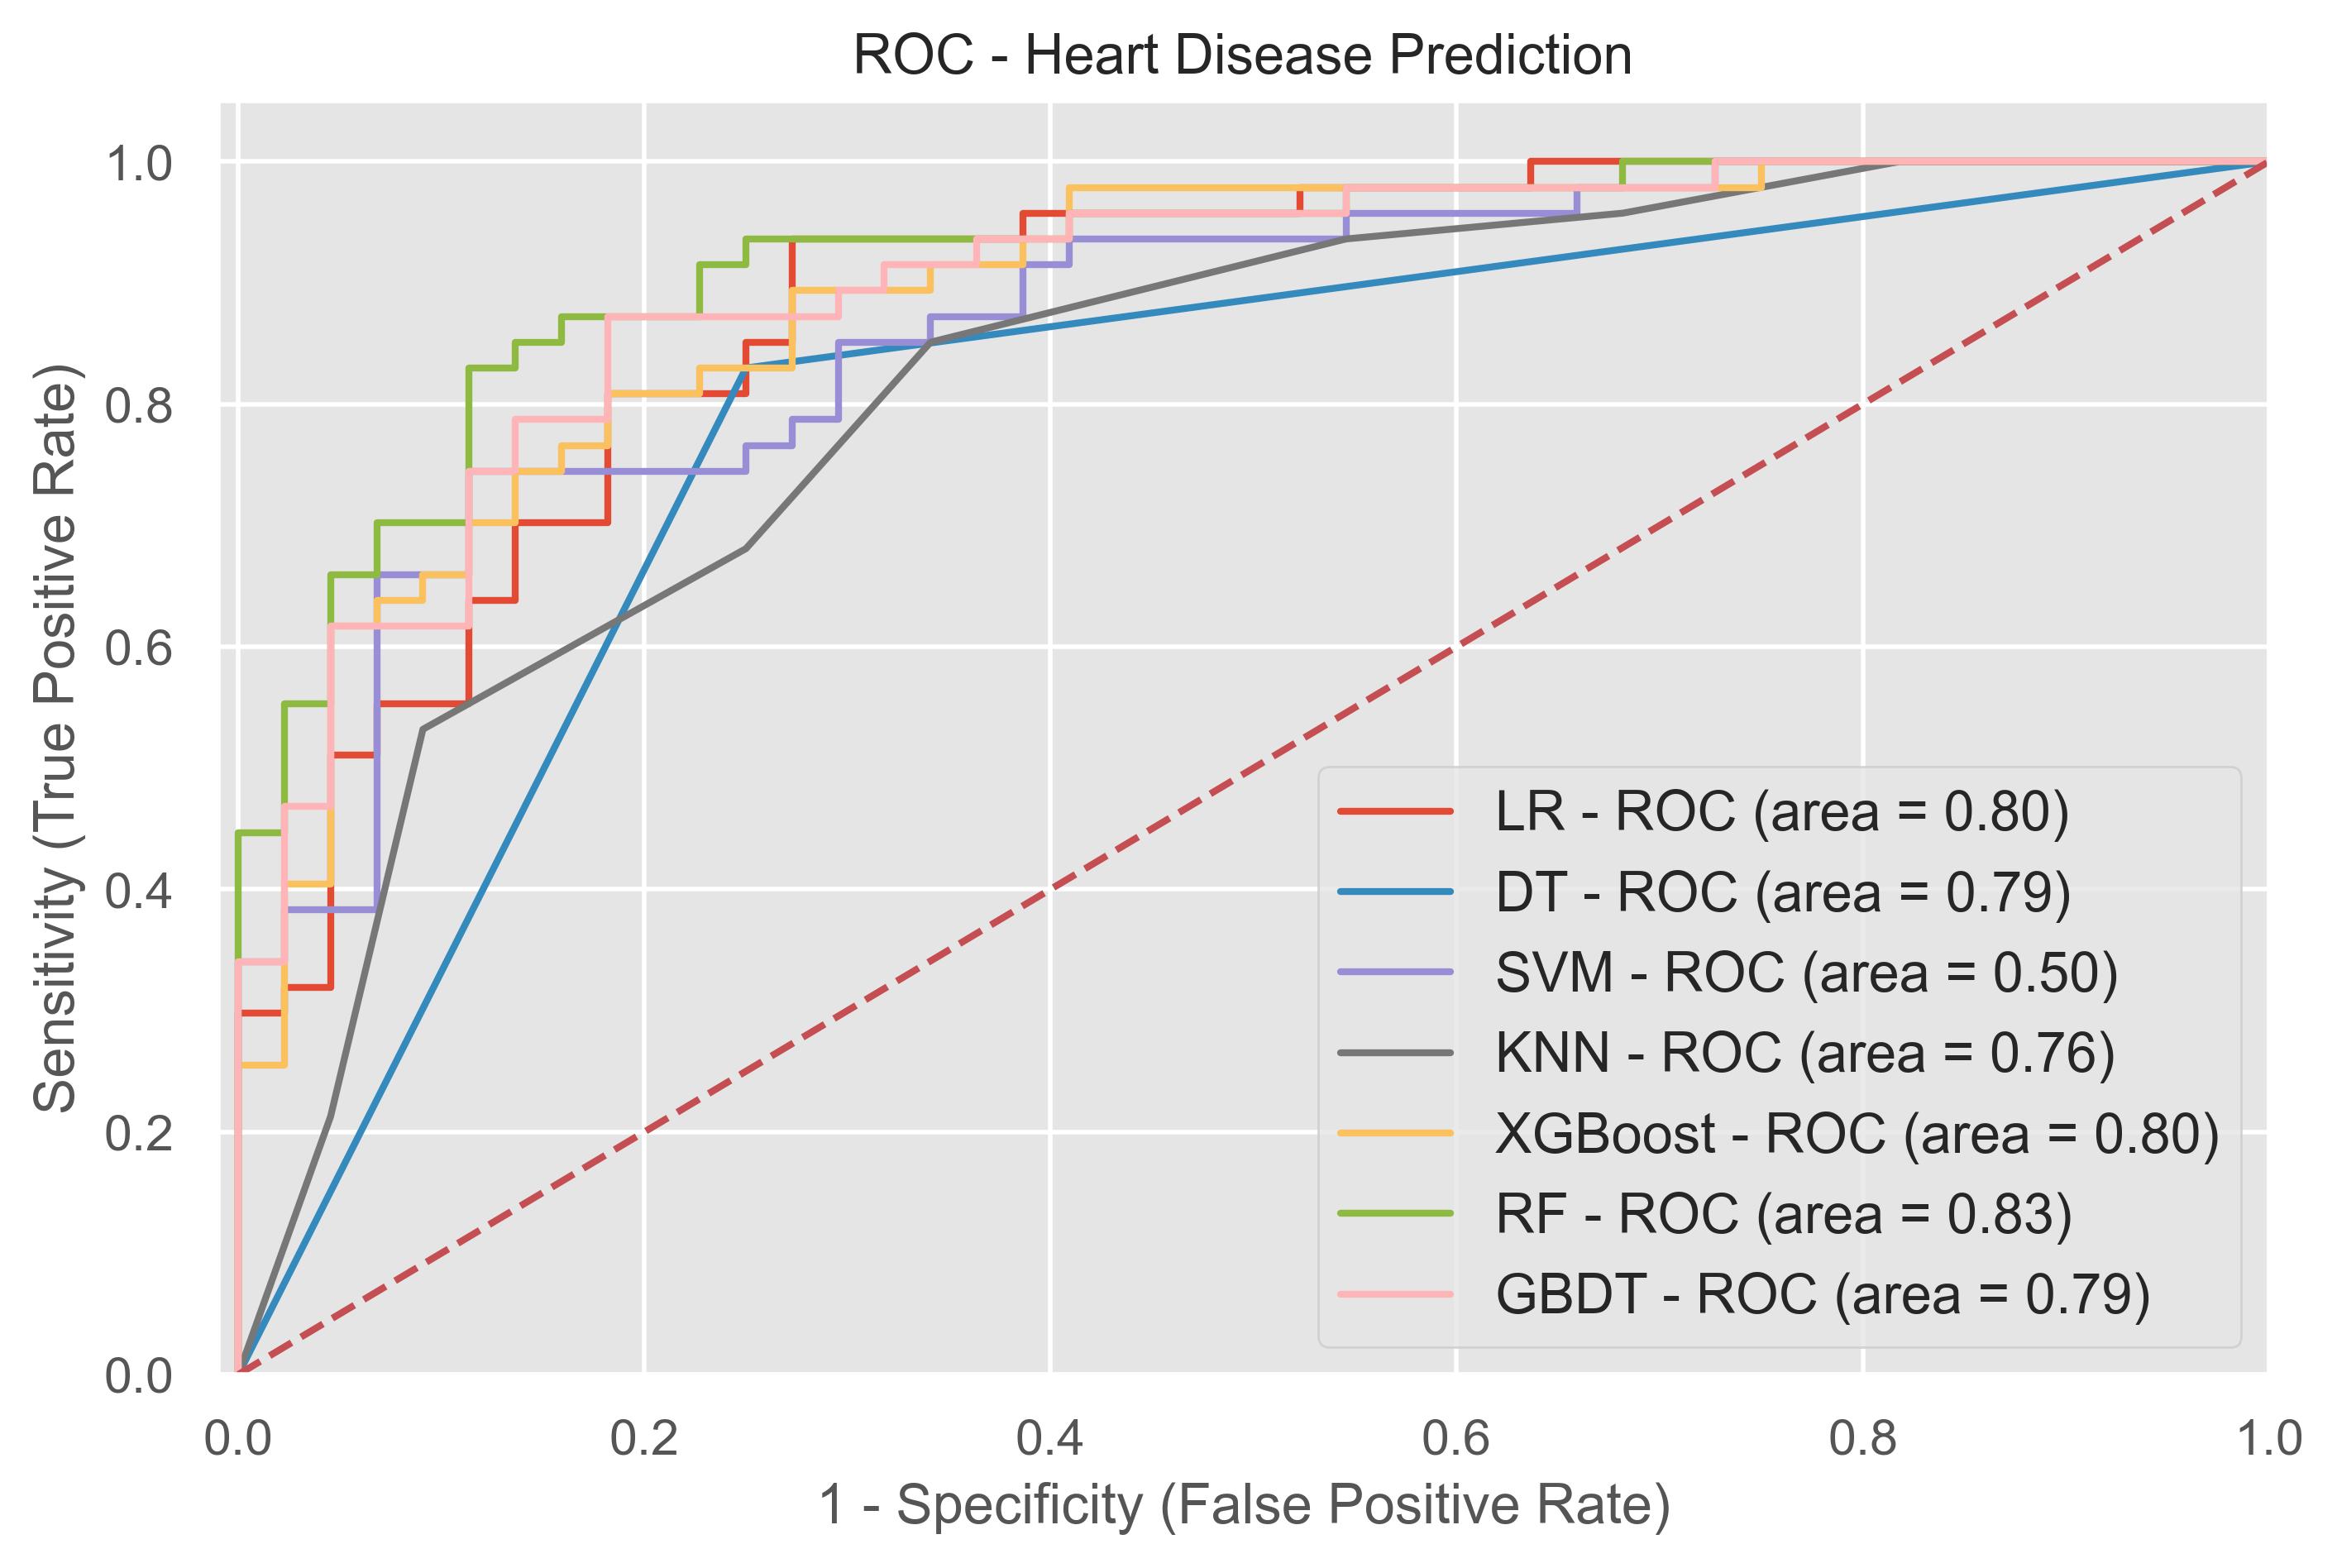 ROC - Heart Disease Prediction
Sensitivity (True Positive Rate)
1.0
0.8
0.6
0.4
0.2
0.0
LR - ROC (area = 0.80)
DT - ROC (area = 0.79)
SVM - ROC (area = 0.50)
KNN - ROC (area = 0.76)
XGBoost - ROC (area = 0.80)
RF - ROC (area = 0.83)
GBDT - ROC (area = 0.79)
0.0 0.2 0.4 0.6 0.8 1.0
1 - Specificity (False Positive Rate)